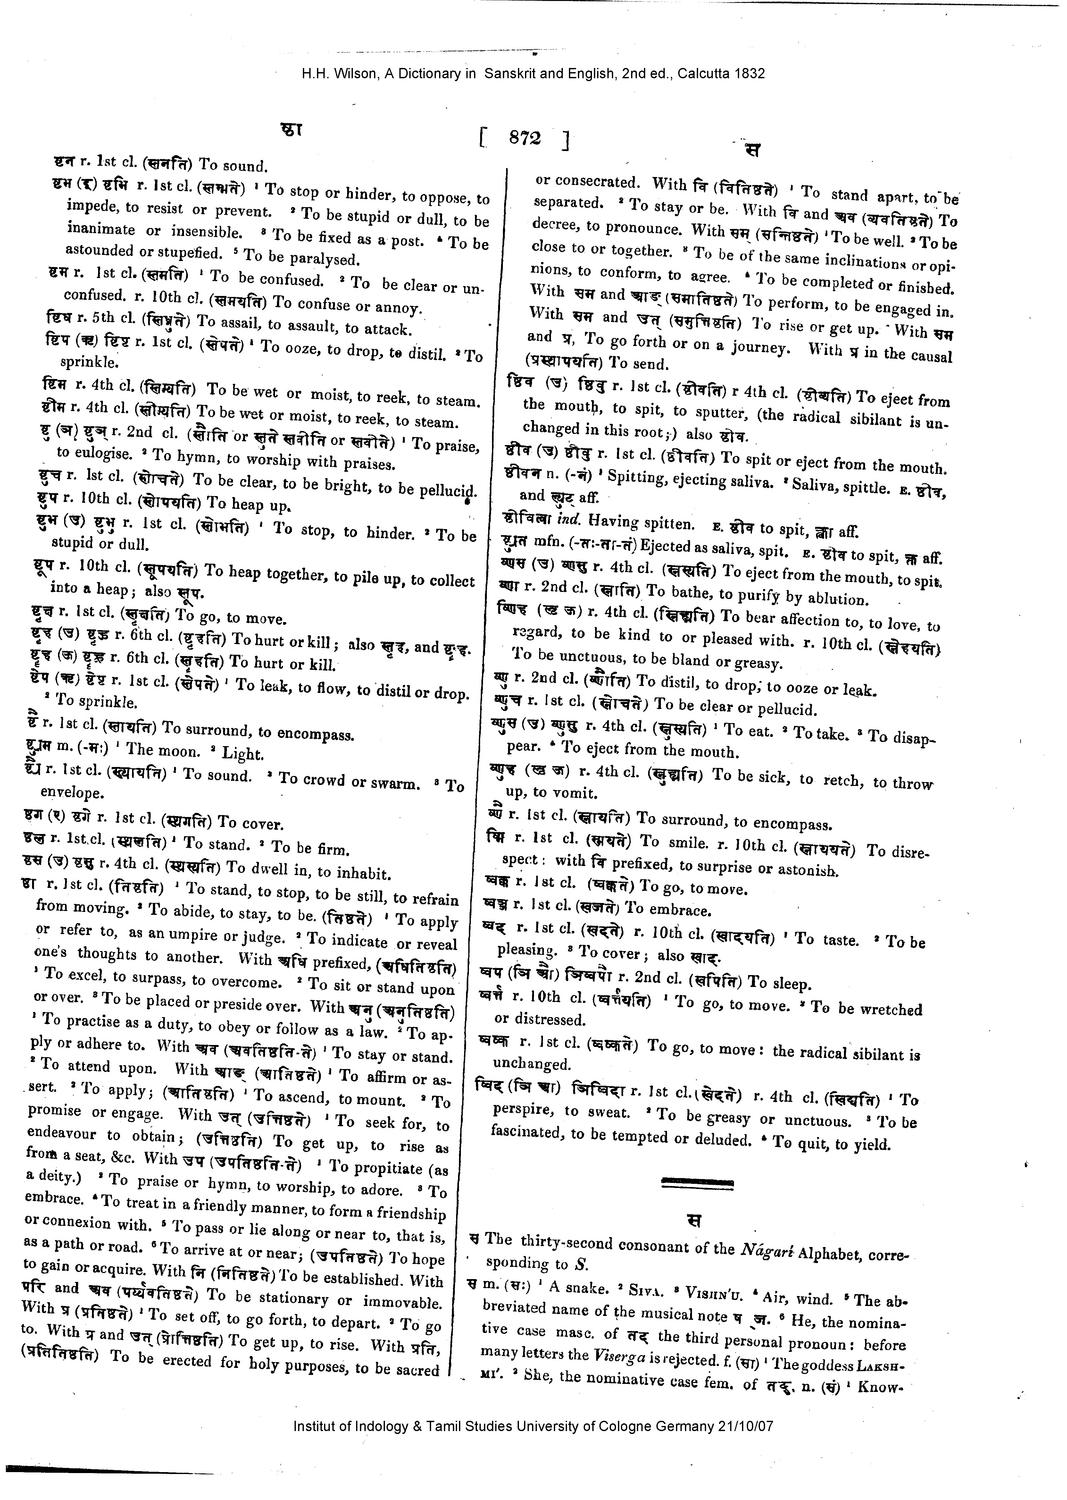 H.H. Wilson, A Dictionary in Sanskrit and English, 2nd ed., Calcutta 1832
ष्ठा
[ 872 ]
स
ष्टन r. 1st cl. (स्तनति) To sound.
ष्टभ (इ) ष्टभि r. 1st cl. (स्तम्भते) ¹ To stop or hinder, to oppose, to
impede, to resist or prevent. ² To be stupid or dull, to be
inanimate or insensible. ³ To be fixed as a post. ⁴ To be
astounded or stupefied. ⁵ To be paralysed.
ष्टम r. 1st cl. (स्तमति) ¹ To be confused. ² To be clear or un-
confused. r. 10th cl. (स्तमयति) To confuse or annoy.
ष्टिघ r. 5th cl. (स्तिघ्नुते) To assail, to assault, to attack.
ष्टिप (ऋ) ष्टिपृ r. 1st cl. (स्तेपते) ¹ To ooze, to drop, to distil. ² To
sprinkle.
ष्टिम r. 4th cl. (स्तिम्यति) To be wet or moist, to reek, to steam.
ष्टीम r. 4th cl. (स्तीम्यति) To be wet or moist, to reek, to steam.
ष्टु (ञ) ष्टुञ् r. 2nd cl. (स्तौति or स्तुते स्तवीति or स्तवीते) ¹ To praise,
to eulogise. ² To hymn, to worship with praises.
ष्टुच r. 1st cl. (स्तोचते) To be clear, to be bright, to be pellucid.
ष्टुप r. 10th cl. (स्तोपयति) To heap up.
ष्टुभ (उ) ष्टुभु r. 1st cl. (स्तोभति) ¹ To stop, to hinder. ² To be
stupid or dull.
ष्टूप r. 10th cl. (स्तूपयति) To heap together, to pile up, to collect
into a heap; also स्तूप.
ष्टृच r. 1st cl. (स्तृचति) To go, to move.
ष्टृह (उ) ष्टृहु r. 6th cl. (ष्टृहति) To hurt or kill; also स्तृह, and ष्टॄह.
ष्टृह (ऊ) ष्टृहू r. 6th cl. (स्तृहति) To hurt or kill.
ष्टेप (ऋ) ष्टेपृ r. 1st cl. (स्तेपते) ¹ To leak, to flow, to distil or drop.
² To sprinkle.
ष्टै r. 1st cl. (स्तायति) To surround, to encompass.
ष्ट्युम m. (-मः) ¹ The moon. ² Light.
ष्ट्यै r. 1st cl. (स्त्यायति) ¹ To sound. ² To crowd or swarm. ³ To
envelope.
ष्ठग (ए) ष्ठगे r. 1st cl. (स्थगति) To cover.
ष्ठल r. 1st cl. (स्थलति) ¹ To stand. ² To be firm.
ष्ठस (उ) ष्ठसु r. 4th cl. (स्थस्यति) To dwell in, to inhabit.
ष्ठा r. 1st cl. (तिष्ठति) ¹ To stand, to stop, to be still, to refrain
from moving. ² To abide, to stay, to be. (तिष्ठते) ¹ To apply
or refer to, as an umpire or judge. ² To indicate or reveal
one's thoughts to another. With अधि prefixed, (अधितिष्ठति)
¹ To excel, to surpass, to overcome. ² To sit or stand upon
or over. ³ To be placed or preside over. With अनु (अनुतिष्ठति)
¹ To practise as a duty, to obey or follow as a law. ² To ap-
ply or adhere to. With अव (अवतिष्ठति-ते) ¹ To stay or stand.
² To attend upon. With आङ् (आतिष्ठते) ¹ To affirm or as-
sert. ² To apply; (आतिष्ठति) ¹ To ascend, to mount. ² To
promise or engage. With उत् (उत्तिष्ठते) ¹ To seek for, to
endeavour to obtain; (उत्तिष्ठति) To get up, to rise as
from a seat, &c. With उप (उपतिष्ठति-ते) ¹ To propitiate (as
a deity.) ² To praise or hymn, to worship, to adore. ³ To
embrace. ⁴ To treat in a friendly manner, to form a friendship
or connexion with. ⁵ To pass or lie along or near to, that is,
as a path or road. ⁶ To arrive at or near; (उपतिष्ठते) To hope
to gain or acquire. With नि (नितिष्ठते) To be established. With
परि and अव (पर्य्यवतिष्ठते) To be stationary or immovable.
With प्र (प्रतिष्ठते) ¹ To set off, to go forth, to depart. ² To go
to. With प्र and उत् (प्रोत्तिष्ठति) To get up, to rise. With प्रति,
(प्रतितिष्ठति) To be erected for holy purposes, to be sacred
or consecrated. With वि (वितिष्ठते) ¹ To stand apart, to be
separated. ² To stay or be. With वि and अव (व्यवतिष्ठते) To
decree, to pronounce. With सम् (सन्तिष्ठते) ¹ To be well. ² To be
close to or together. ³ To be of the same inclinations or opi-
nions, to conform, to agree. ⁴ To be completed or finished.
With सम and आङ् (समातिष्ठते) To perform, to be engaged in.
With सम and उत् (समुत्तिष्ठति) To rise or get up. With सम
and प्र, To go forth or on a journey. With प्र in the causal
(प्रस्थापयति) To send.
ष्ठिव (उ) ष्ठिवु r. 1st cl. (ष्ठीवति) r 4th cl. (ष्ठीव्यति) To eject from
the mouth, to spit, to sputter, (the radical sibilant is un-
changed in this root;) also ष्ठीव.
ष्ठीव (उ) ष्ठीवु r. 1st cl. (ष्ठीवति) To spit or eject from the mouth.
ष्ठीवन n. (-नं) ¹ Spitting, ejecting saliva. ² Saliva, spittle. E. ष्ठीव,
and ल्युट् aff.
ष्ठीवित्वा ind. Having spitten. E. ष्ठीव to spit, क्त्वा aff.
ष्ठ्यूत mfn. (-तः-ता-तं) Ejected as saliva, spit. E. ष्ठीव to spit, क्त aff.
ष्णस (उ) ष्णसु r. 4th cl. (स्नस्यति) To eject from the mouth, to spit.
ष्णा r. 2nd cl. (स्नाति) To bathe, to purify by ablution.
ष्णिह (ऌ ऊ) r. 4th cl. (स्निह्यति) To bear affection to, to love, to
regard, to be kind to or pleased with. r. 10th cl. (स्नेहयति)
To be unctuous, to be bland or greasy.
ष्णु r. 2nd cl. (स्नौति) To distil, to drop, to ooze or leak.
ष्णुच r. 1st cl. (स्नोचते) To be clear or pellucid.
ष्णुस (उ) ष्णुसु r. 4th cl. (स्नुस्यति) ¹ To eat. ² To take. ³ To disap-
pear. ⁴ To eject from the mouth.
ष्णुह (ऌ ऊ) r. 4th cl. (स्नुह्यति) To be sick, to retch, to throw
up, to vomit.
ष्णै r. 1st cl. (स्नायति) To surround, to encompass.
ष्मि r. 1st cl. (स्मयते) To smile. r. 10th cl. (स्माययते) To disre-
spect: with वि prefixed, to surprise or astonish.
ष्वक्क r. 1st cl. (ष्वक्कते) To go, to move.
ष्वञ्ज r. 1st cl. (स्वजते) To embrace.
ष्वद् r. 1st cl. (स्वदते) r. 10th cl. (स्वादयति) ¹ To taste. ² To be
pleasing. ³ To cover; also स्वाद.
ष्वप (ञि औ) ञिष्वपौ r. 2nd cl. (स्वपिति) To sleep.
ष्वर्त्त r. 10th cl. (ष्वर्त्तयति) ¹ To go, to move. ² To be wretched
or distressed.
ष्वष्क r. 1st cl. (ष्वष्कते) To go, to move: the radical sibilant is
unchanged.
ष्विद् (ञि आ) ञिष्विदा r. 1st cl. (स्वेदते) r. 4th cl. (स्विद्यति) ¹ To
perspire, to sweat. ² To be greasy or unctuous. ³ To be
fascinated, to be tempted or deluded. ⁴ To quit, to yield.
स
स The thirty-second consonant of the Nágarí Alphabet, corre-
sponding to S.
स m. (सः) ¹ A snake. ² SIVA. ³ VISHN'U. ⁴ Air, wind. ⁵ The ab-
breviated name of the musical note ष ज. ⁶ He, the nomina-
tive case masc. of तद् the third personal pronoun: before
many letters the Viserga is rejected. f. (सा) ¹ The goddess LAKSH-
MI'. ² She, the nominative case fem. of तद्. n. (सं) ¹ Know-
Institut of Indology & Tamil Studies University of Cologne Germany 21/10/07